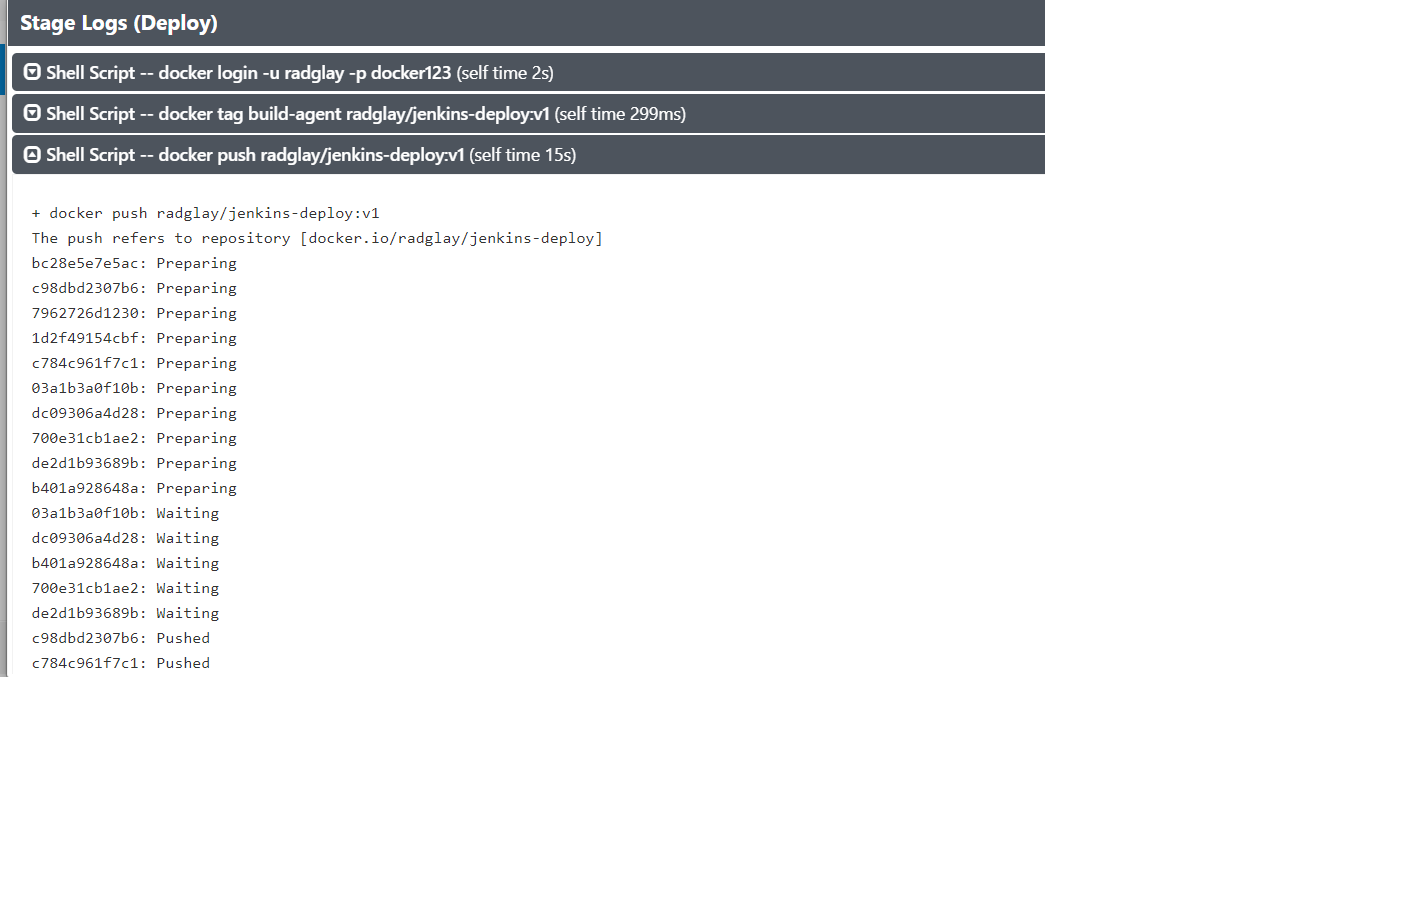 Stage Logs (Deploy)
Shell Script -- docker login -u radglay -p docker123 (self time 2s)
Shell Script -- docker tag build-agent radglay/jenkins-deploy:v1 (self time 299ms)
Shell Script -- docker push radglay/jenkins-deploy:v1 (self time 15s)
+ docker push radglay/jenkins-deploy:v1
The push refers to repository [docker.io/radglay/jenkins-deploy]
bc28e5e7e5ac: Preparing
c98dbd2307b6: Preparing
7962726d1230: Preparing
1d2f49154cbf: Preparing
c784c961f7c1: Preparing
03a1b3a0f10b: Preparing
dc09306a4d28: Preparing
700e31cb1ae2: Preparing
de2d1b93689b: Preparing
b401a928648a: Preparing
03a1b3a0f10b: Waiting
dc09306a4d28: Waiting
b401a928648a: Waiting
700e31cb1ae2: Waiting
de2d1b93689b: Waiting
c98dbd2307b6: Pushed
c784c961f7c1: Pushed